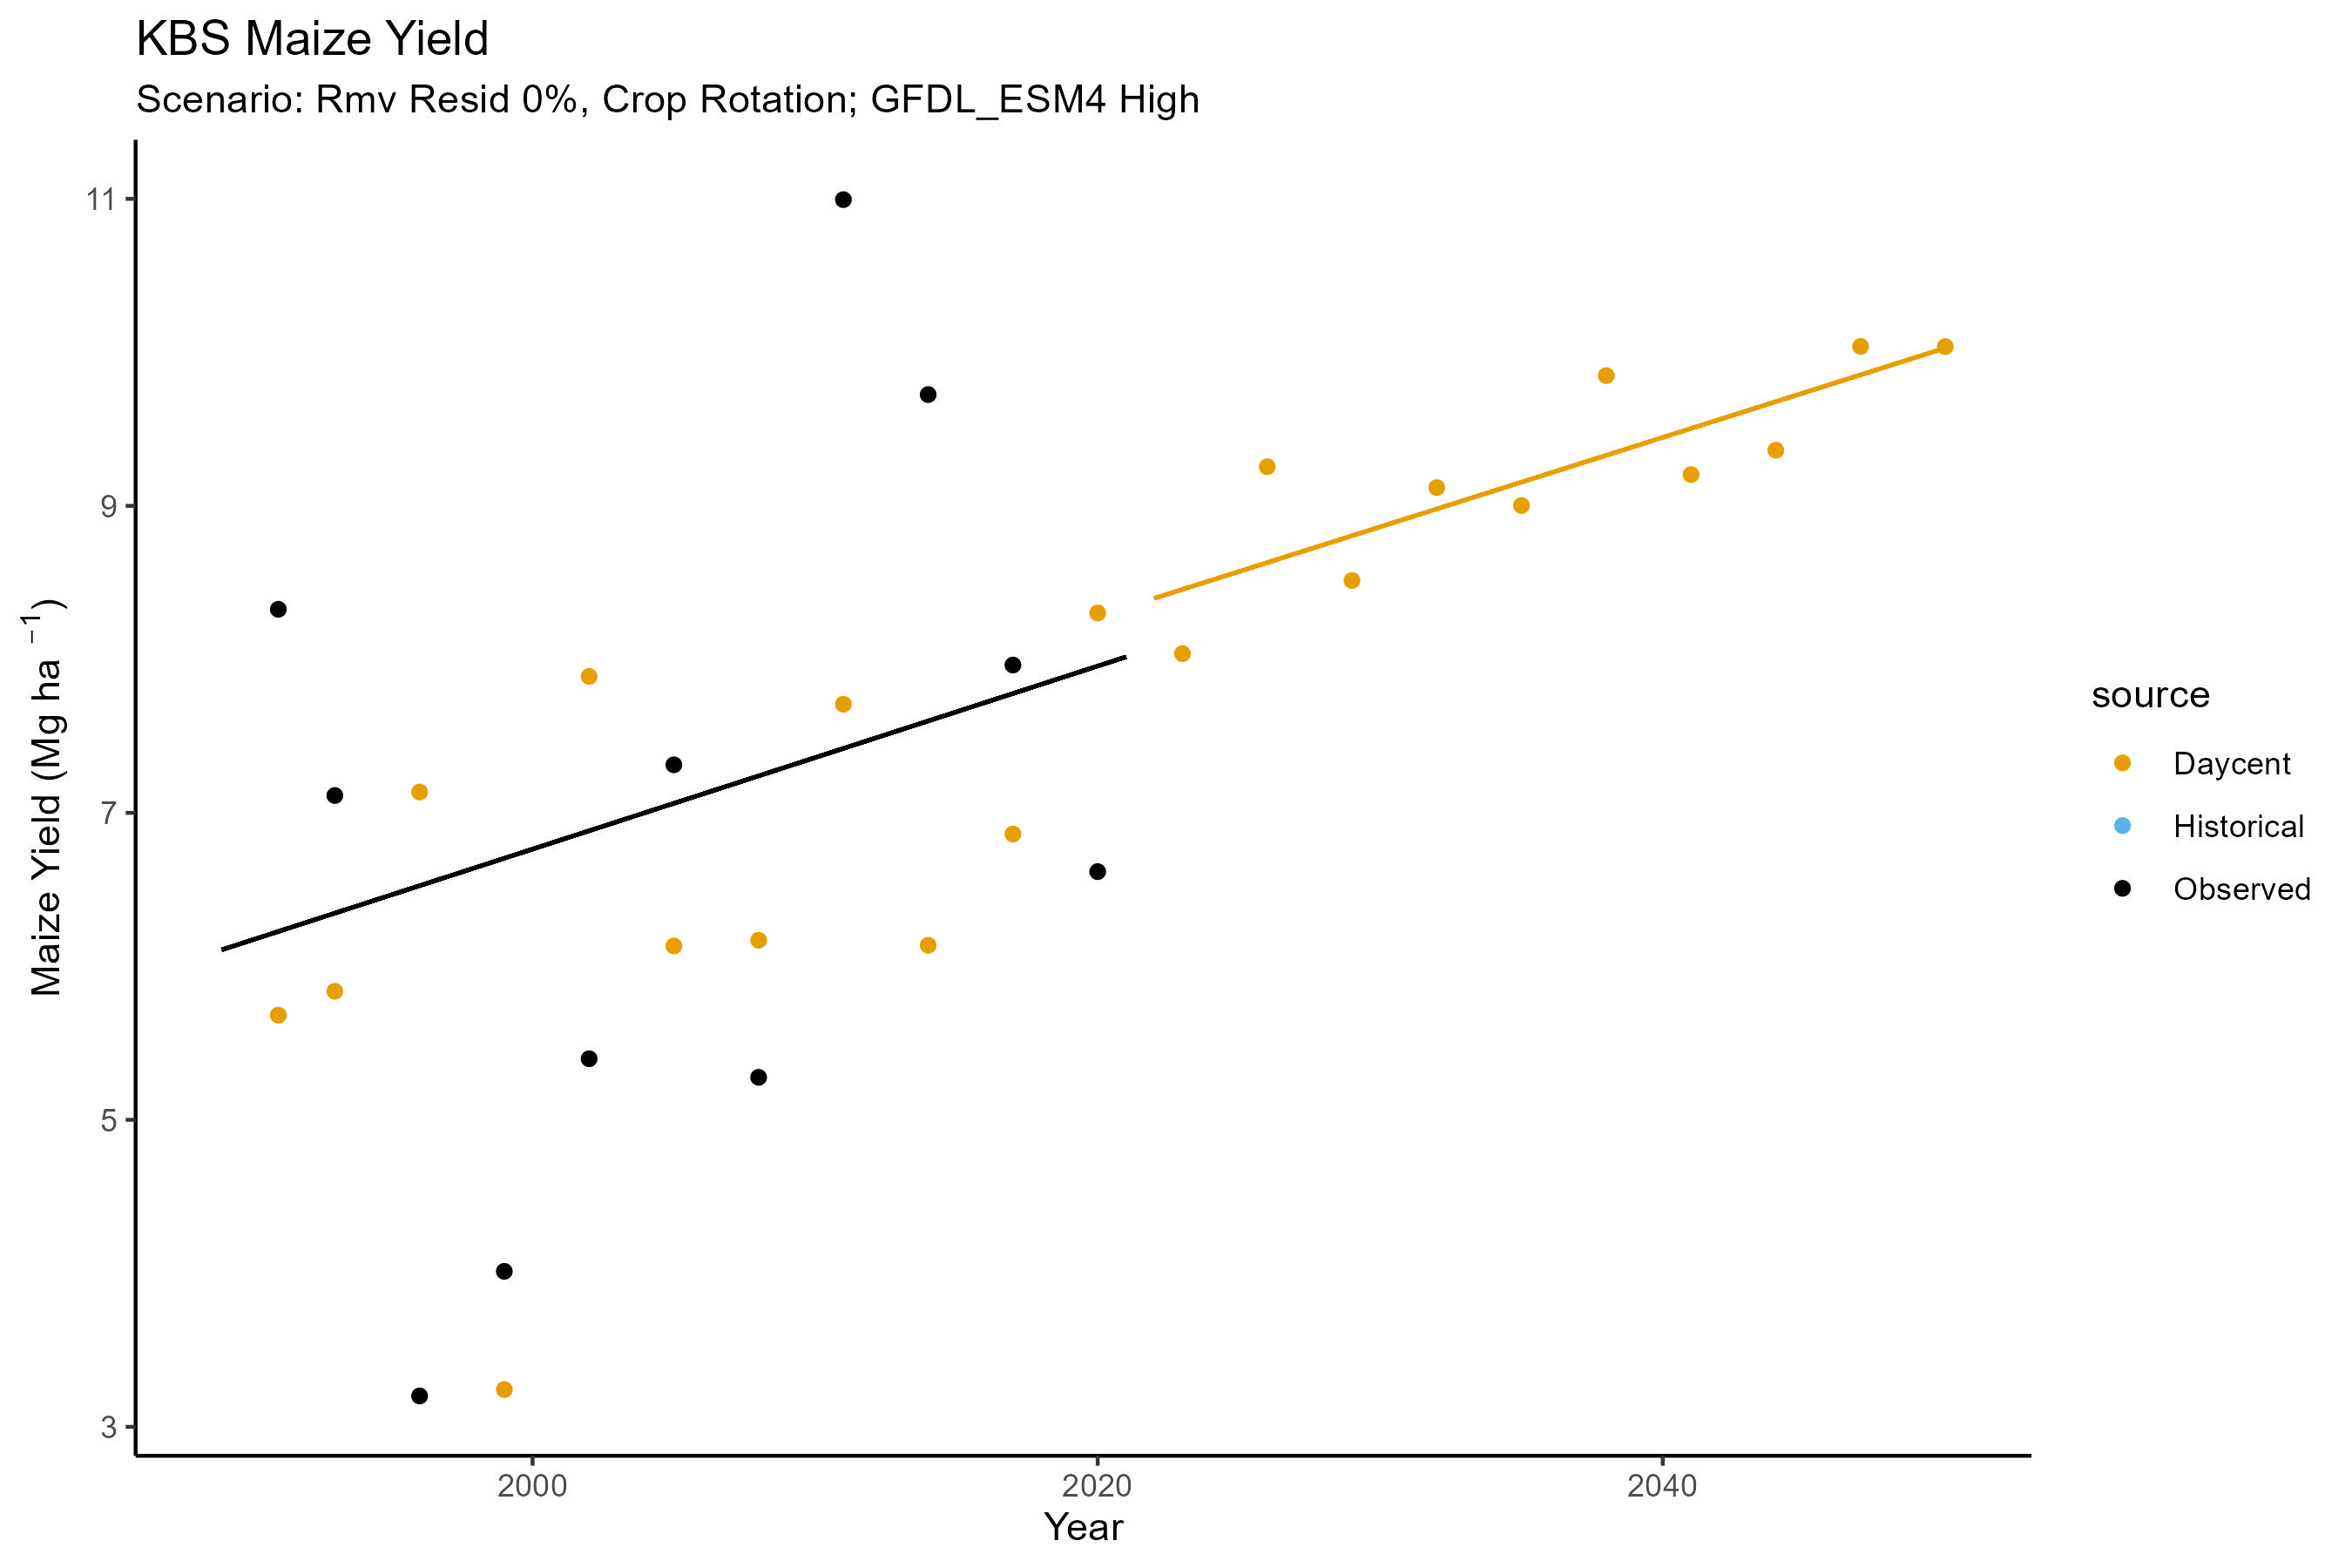 KBS Maize Yield
Scenario: Rmv Resid 0%, Crop Rotation; GFDL_ESM4 High
Maize Yield (Mg ha⁻¹)
11
9
7
5
3
2000
2020
2040
Year
source
Daycent
Historical
Observed